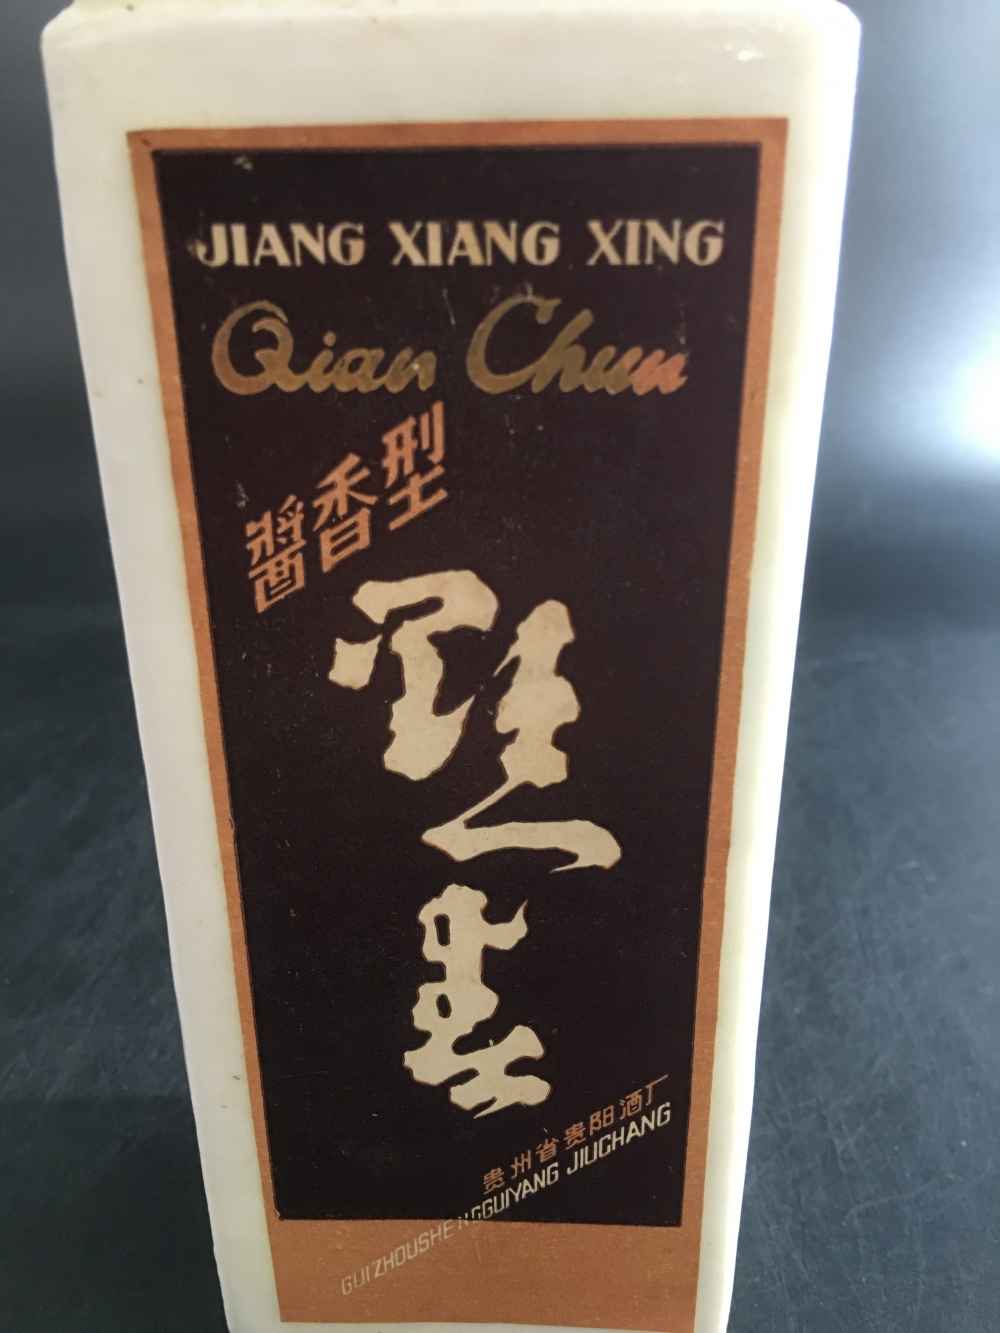 JIANG XIANG XING
Qian Chun
醬香型
黔春
贵州省贵阳酒厂
GUIZHOUSHENGGUIYANG JIUCHANG